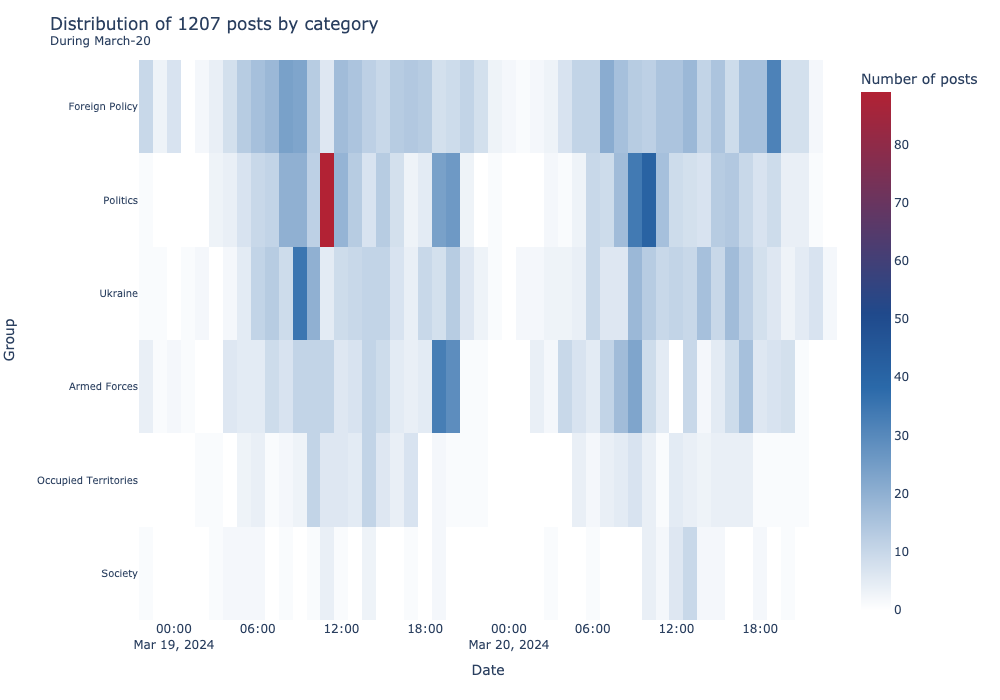 Distribution of 1207 posts by category
During March-20
Number of posts
Foreign Policy
Politics
Ukraine
Armed Forces
Occupied Territories
Society
Group
80
70
60
50
40
30
20
10
0
00:00 06:00 12:00 18:00 00:00 06:00 12:00 18:00
Mar 19, 2024 Mar 20, 2024
Date